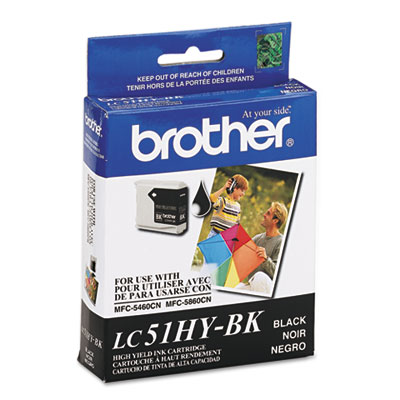 KEEP OUT OF REACH OF CHILDREN
TENIR HORS DE LA PORTÉE DES ENFANTS
At your side.
brother®
BK
FOR USE WITH
POUR UTILISER AVEC
DE PARA USARSE CON
MFC-5460CN MFC-5860CN
LC51HY-BK
BLACK
NOIR
NEGRO
HIGH YIELD INK CARTRIDGE
CARTOUCHE À HAUT RENDEMENT
CARTUCHO DE TINTA DE ALTA CAPACIDAD